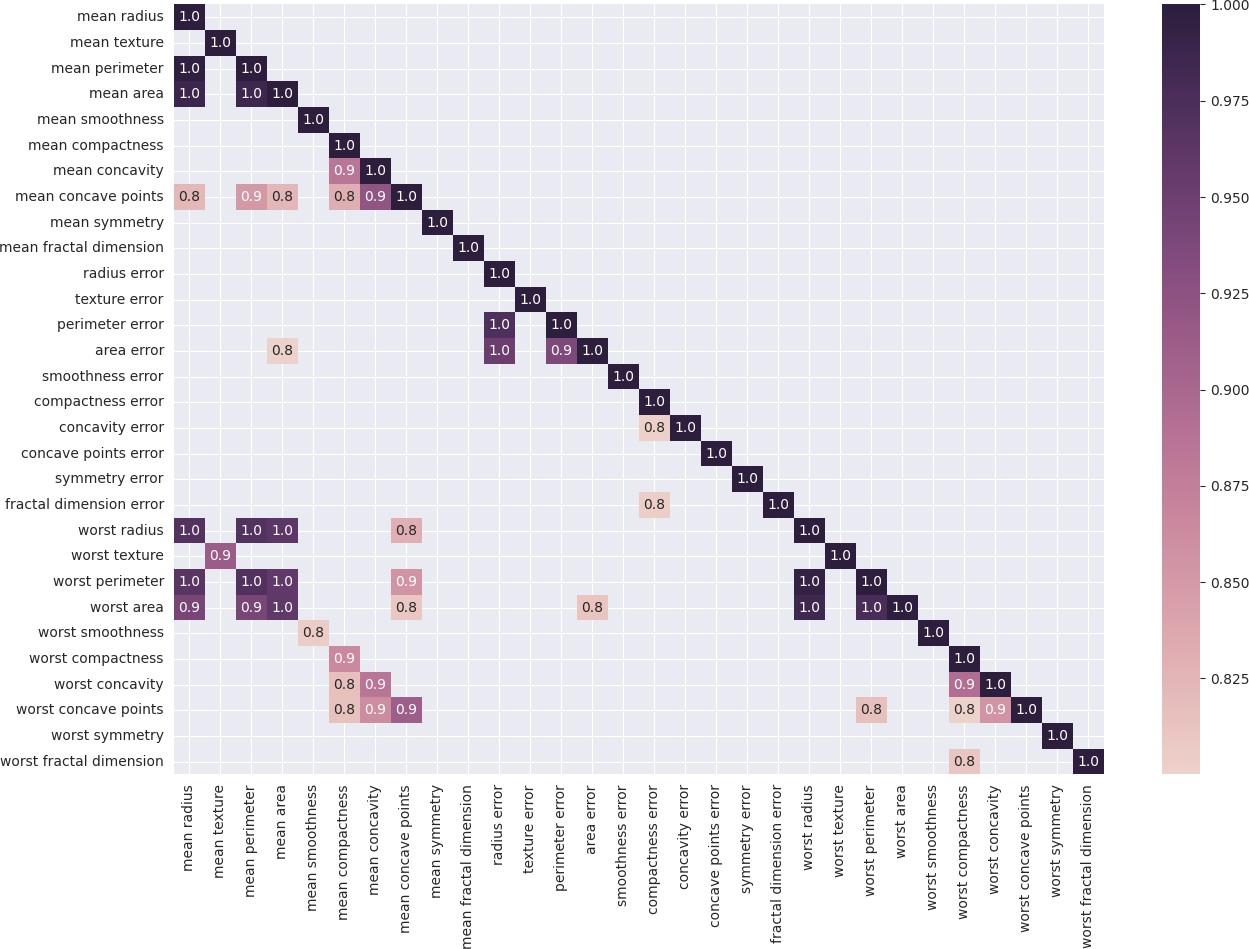 mean radius 1.0
mean texture 1.0
mean perimeter 1.0 1.0
mean area 1.0 1.0 1.0
mean smoothness 1.0
mean compactness 1.0
mean concavity 0.9 1.0
mean concave points 0.8 0.9 0.8 0.8 0.9 1.0
mean symmetry 1.0
mean fractal dimension 1.0
radius error 1.0
texture error 1.0
perimeter error 1.0 1.0
area error 0.8 1.0 0.9 1.0
smoothness error 1.0
compactness error 1.0
concavity error 0.8 1.0
concave points error 1.0
symmetry error 1.0
fractal dimension error 0.8 1.0
worst radius 1.0 1.0 1.0 0.8 1.0
worst texture 0.9 1.0
worst perimeter 1.0 1.0 1.0 0.9 1.0 1.0
worst area 0.9 0.9 1.0 0.8 0.8 1.0 1.0 1.0
worst smoothness 0.8 1.0
worst compactness 0.9 1.0
worst concavity 0.8 0.9 0.9 1.0
worst concave points 0.8 0.9 0.9 0.8 0.8 0.9 1.0
worst symmetry 1.0
worst fractal dimension 0.8 1.0
mean radius
mean texture
mean perimeter
mean area
mean smoothness
mean compactness
mean concavity
mean concave points
mean symmetry
mean fractal dimension
radius error
texture error
perimeter error
area error
smoothness error
compactness error
concavity error
concave points error
symmetry error
fractal dimension error
worst radius
worst texture
worst perimeter
worst area
worst smoothness
worst compactness
worst concavity
worst concave points
worst symmetry
worst fractal dimension
1.000
0.975
0.950
0.925
0.900
0.875
0.850
0.825